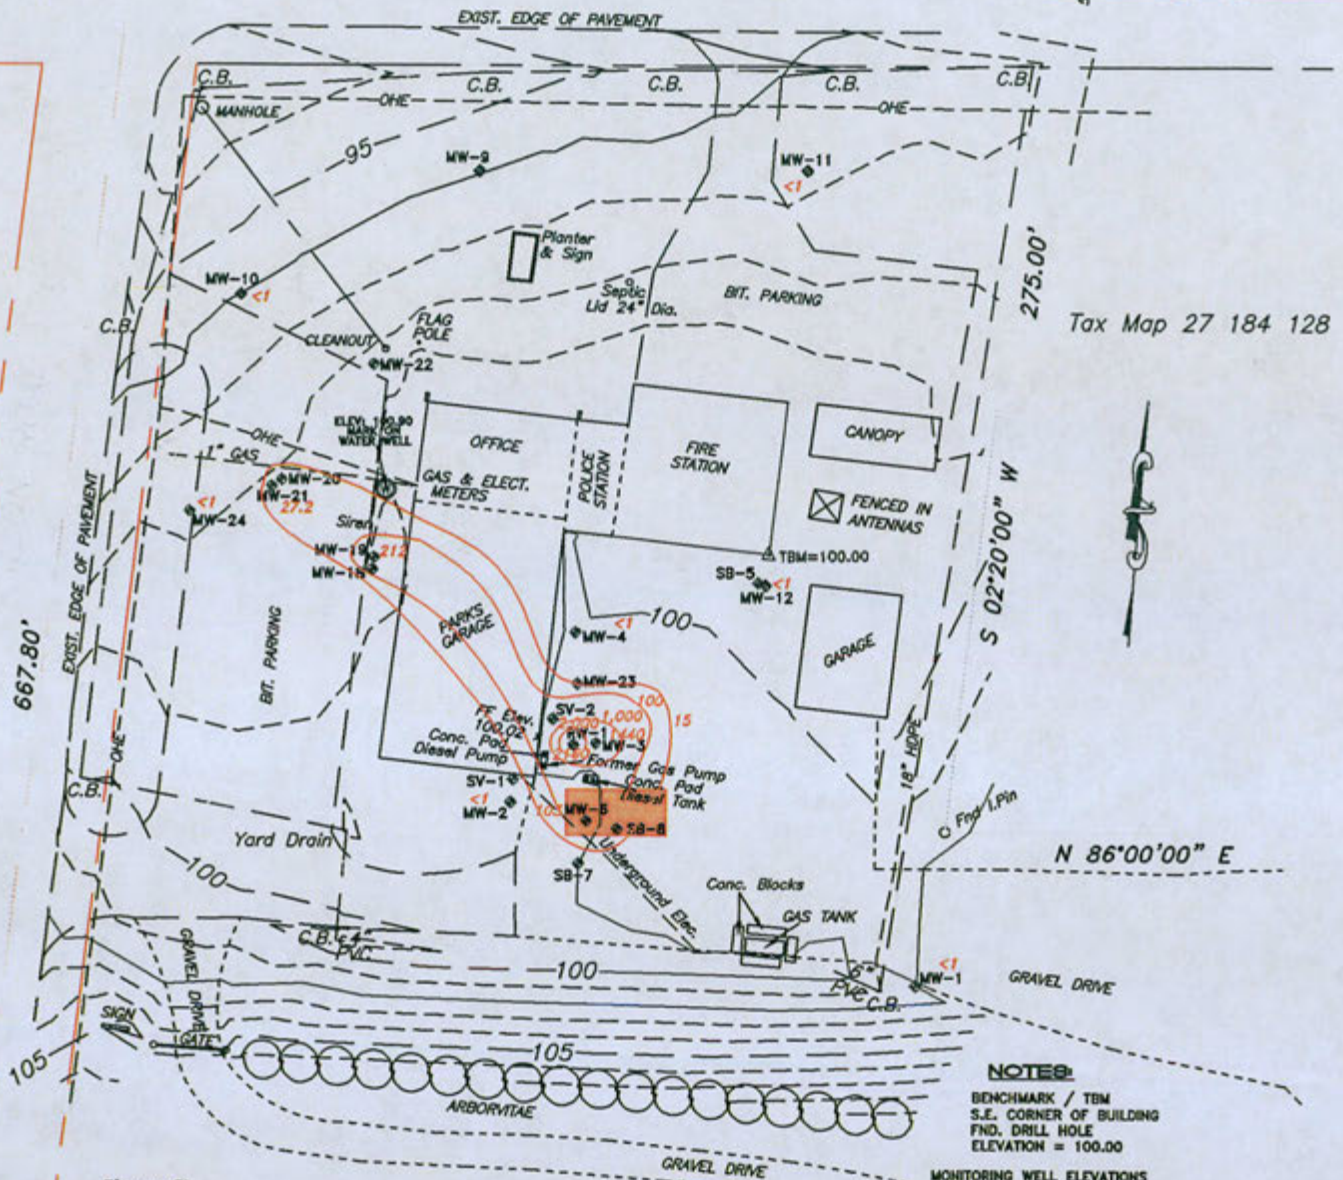 EXIST. EDGE OF PAVEMENT
C.B.
C.B.
C.B.
C.B.
C.B.
MANHOLE
OHE
OHE
95
MW-9
MW-11
<1
Planter
& Sign
275.00'
MW-10
<1
Septic
Lid 24" Dia.
BIT. PARKING
Tax Map 27 184 128
C.B.
FLAG
POLE
CLEANOUT
MW-22
WATER WELL
OHE
OFFICE
POLICE
STATION
FIRE
STATION
CANOPY
1" GAS
GAS & ELECT.
METERS
MW-20
MW-21
27.2
<1
MW-24
FENCED IN
ANTENNAS
Siren
MW-19
212
MW-18
TBM=100.00
SB-5
<1
MW-12
S 02°20'00" W
EXIST. EDGE OF PAVEMENT
667.80'
BIT. PARKING
PARKS
GARAGE
<1
MW-4
100
GARAGE
MW-23
100
15
SV-2
1,000
1440
MW-3
FF Elev.
100.02
Conc. Pad
Diesel Pump
Former Gas Pump
Conc. Pad
Diesel Tank
SV-1
<1
MW-2
MW-6
SB-8
OHE
C.B.
18" HDPE
Fnd I.Pin
Yard Drain
SB-7
Underground Elec.
N 86°00'00" E
100
Conc. Blocks
GAS TANK
C.B.
PVC
GRAVEL DRIVE
100
6"
PVC
C.B.
<1
MW-1
GRAVEL DRIVE
SIGN
GATE
105
105
ARBORVITAE
GRAVEL DRIVE
NOTES:
BENCHMARK / TBM
S.E. CORNER OF BUILDING
FND. DRILL HOLE
ELEVATION = 100.00
MONITORING WELL ELEVATIONS